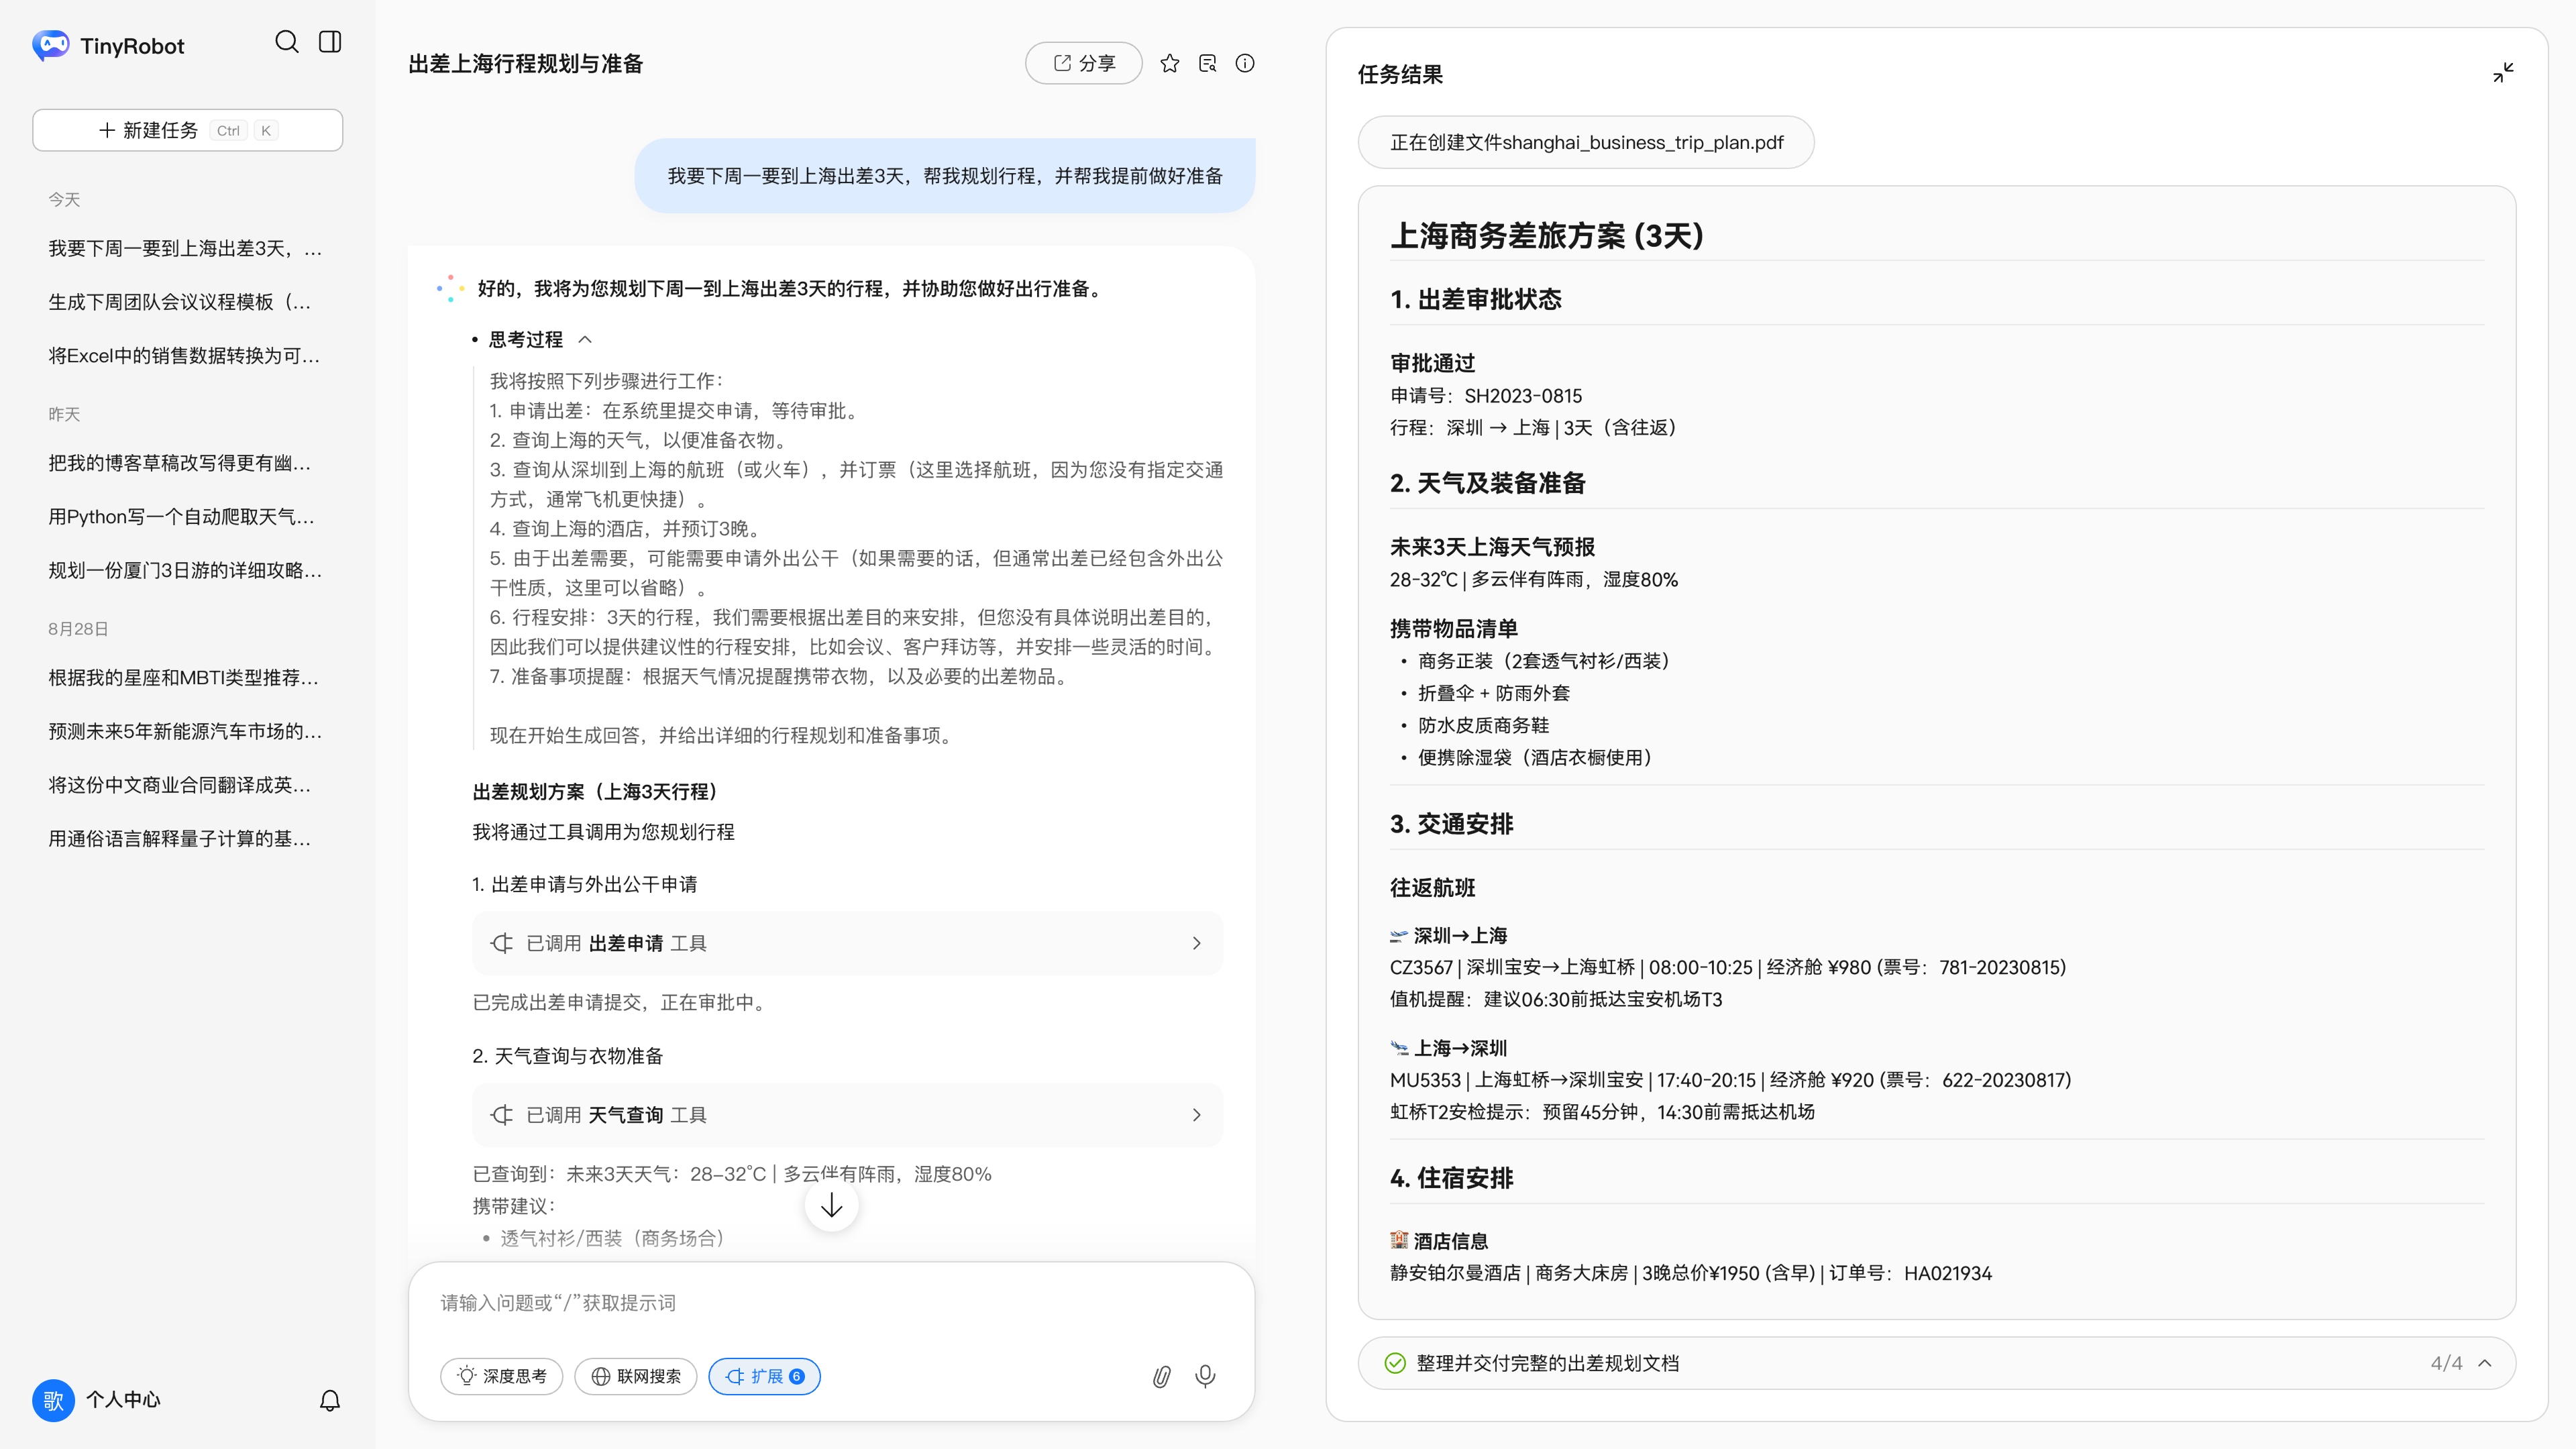 TinyRobot
新建任务 Ctrl K
今天
我要下周一要到上海出差3天，...
生成下周团队会议议程模板（...
将Excel中的销售数据转换为可...
昨天
把我的博客草稿改写得更有幽...
用Python写一个自动爬取天气...
规划一份厦门3日游的详细攻略...
8月28日
根据我的星座和MBTI类型推荐...
预测未来5年新能源汽车市场的...
将这份中文商业合同翻译成英...
用通俗语言解释量子计算的基...
歌 个人中心
出差上海行程规划与准备
分享
我要下周一要到上海出差3天，帮我规划行程，并帮我提前做好准备
好的，我将为您规划下周一到上海出差3天的行程，并协助您做好出行准备。
• 思考过程
我将按照下列步骤进行工作：
1. 申请出差：在系统里提交申请，等待审批。
2. 查询上海的天气，以便准备衣物。
3. 查询从深圳到上海的航班（或火车），并订票（这里选择航班，因为您没有指定交通
方式，通常飞机更快捷）。
4. 查询上海的酒店，并预订3晚。
5. 由于出差需要，可能需要申请外出公干（如果需要的话，但通常出差已经包含外出公
干性质，这里可以省略）。
6. 行程安排：3天的行程，我们需要根据出差目的来安排，但您没有具体说明出差目的，
因此我们可以提供建议性的行程安排，比如会议、客户拜访等，并安排一些灵活的时间。
7. 准备事项提醒：根据天气情况提醒携带衣物，以及必要的出差物品。
现在开始生成回答，并给出详细的行程规划和准备事项。
出差规划方案（上海3天行程）
我将通过工具调用为您规划行程
1. 出差申请与外出公干申请
已调用 出差申请 工具
已完成出差申请提交，正在审批中。
2. 天气查询与衣物准备
已调用 天气查询 工具
已查询到：未来3天天气：28–32°C | 多云伴有阵雨，湿度80%
携带建议：
• 透气衬衫/西装（商务场合）
请输入问题或“/”获取提示词
深度思考
联网搜索
扩展 6
任务结果
正在创建文件shanghai_business_trip_plan.pdf
上海商务差旅方案 (3天)
1. 出差审批状态
审批通过
申请号：SH2023-0815
行程：深圳 → 上海 | 3天（含往返）
2. 天气及装备准备
未来3天上海天气预报
28-32℃ | 多云伴有阵雨，湿度80%
携带物品清单
• 商务正装（2套透气衬衫/西装）
• 折叠伞 + 防雨外套
• 防水皮质商务鞋
• 便携除湿袋（酒店衣橱使用）
3. 交通安排
往返航班
🛫 深圳→上海
CZ3567 | 深圳宝安→上海虹桥 | 08:00-10:25 | 经济舱 ¥980 (票号：781-20230815)
值机提醒：建议06:30前抵达宝安机场T3
🛬 上海→深圳
MU5353 | 上海虹桥→深圳宝安 | 17:40-20:15 | 经济舱 ¥920 (票号：622-20230817)
虹桥T2安检提示：预留45分钟，14:30前需抵达机场
4. 住宿安排
🏨 酒店信息
静安铂尔曼酒店 | 商务大床房 | 3晚总价¥1950 (含早) | 订单号：HA021934
整理并交付完整的出差规划文档
4/4